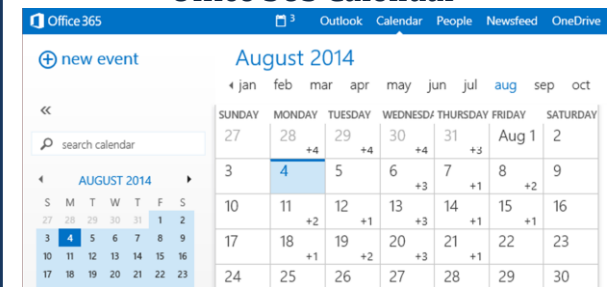 Office 365 3 Outlook Calendar People Newsfeed OneDrive
new event
August 2014
jan feb mar apr may jun jul aug sep oct
SUNDAY MONDAY TUESDAY WEDNESDA THURSDAY FRIDAY SATURDAY
search calendar
27 28 +4 29 +4 30 +4 31 +3 Aug 1 2
3 4 5 6 +3 7 +1 8 +2 9
10 11 +2 12 +1 13 +3 14 +1 15 +1 16
17 18 +1 19 +2 20 +3 21 +1 22 23
24 25 26 27 28 29 30
AUGUST 2014
S M T W T F S
27 28 29 30 31 1 2
3 4 5 6 7 8 9
10 11 12 13 14 15 16
17 18 19 20 21 22 23